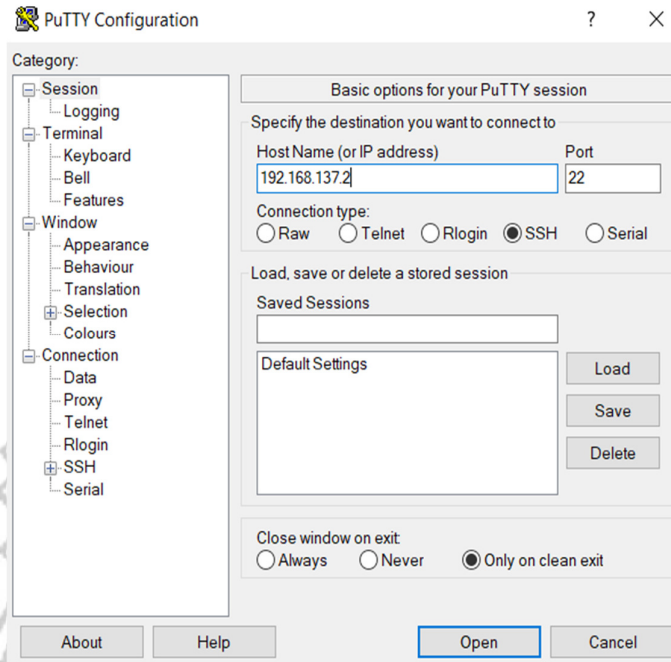 PuTTY Configuration
?
Category:
Session
Logging
Terminal
Keyboard
Bell
Features
Window
Appearance
Behaviour
Translation
Selection
Colours
Connection
Data
Proxy
Telnet
Rlogin
SSH
Serial
Basic options for your PuTTY session
Specify the destination you want to connect to
Host Name (or IP address) Port
192.168.137.2 22
Connection type:
Raw Telnet Rlogin SSH Serial
Load, save or delete a stored session
Saved Sessions
Default Settings
Load
Save
Delete
Close window on exit:
Always Never Only on clean exit
About Help Open Cancel